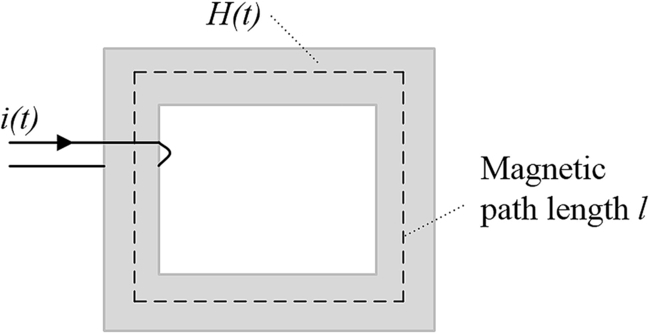 H(t)
i(t)
Magnetic
path length l